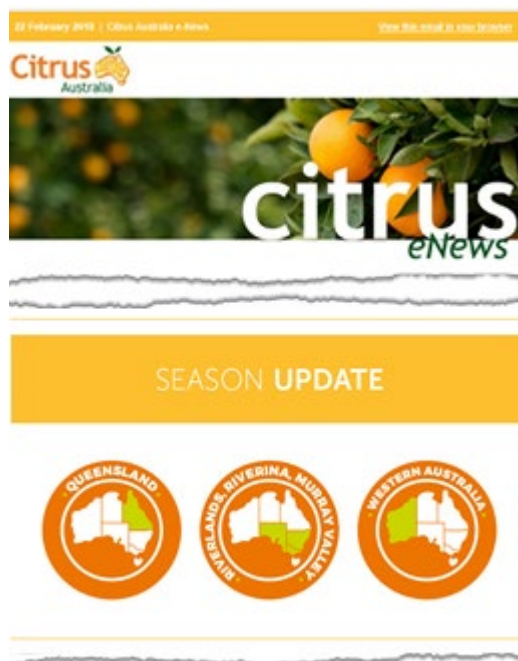 22 February 2018 | Citrus Australia e-News
View this email in your browser
Citrus
Australia
citrus
eNews
SEASON UPDATE
QUEENSLAND
RIVERLANDS, RIVERINA, MURRAY VALLEY
WESTERN AUSTRALIA